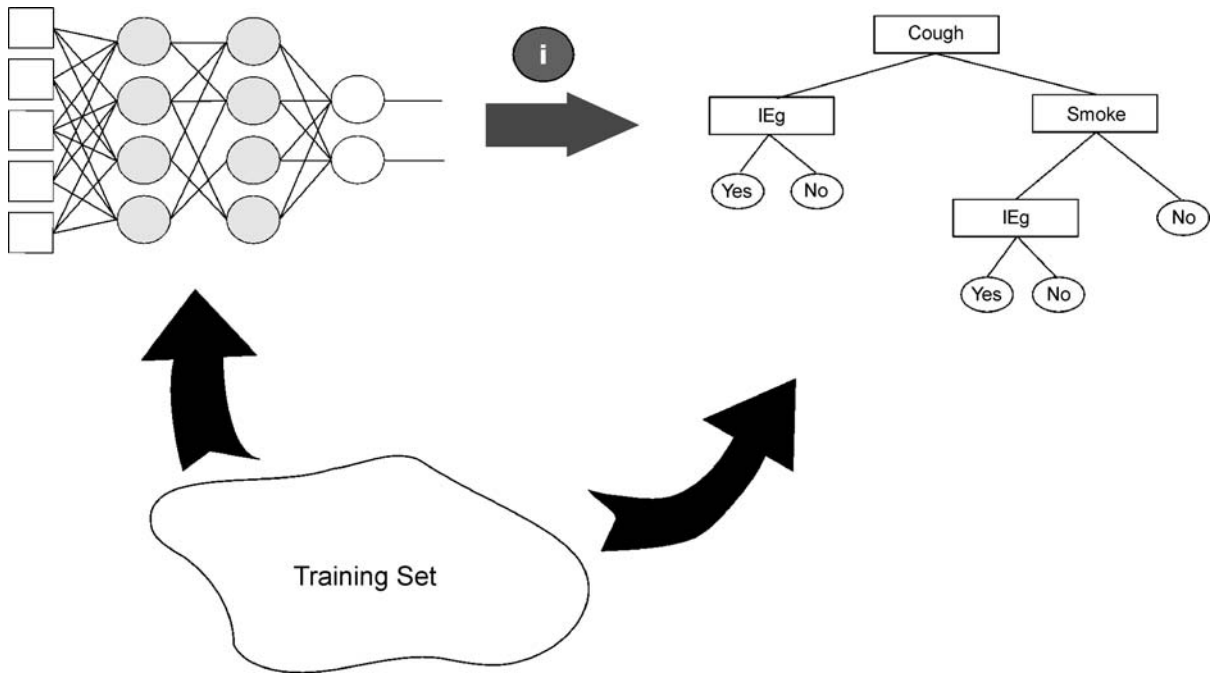 i
Cough
IEg
Smoke
Yes
No
IEg
No
Yes
No
Training Set